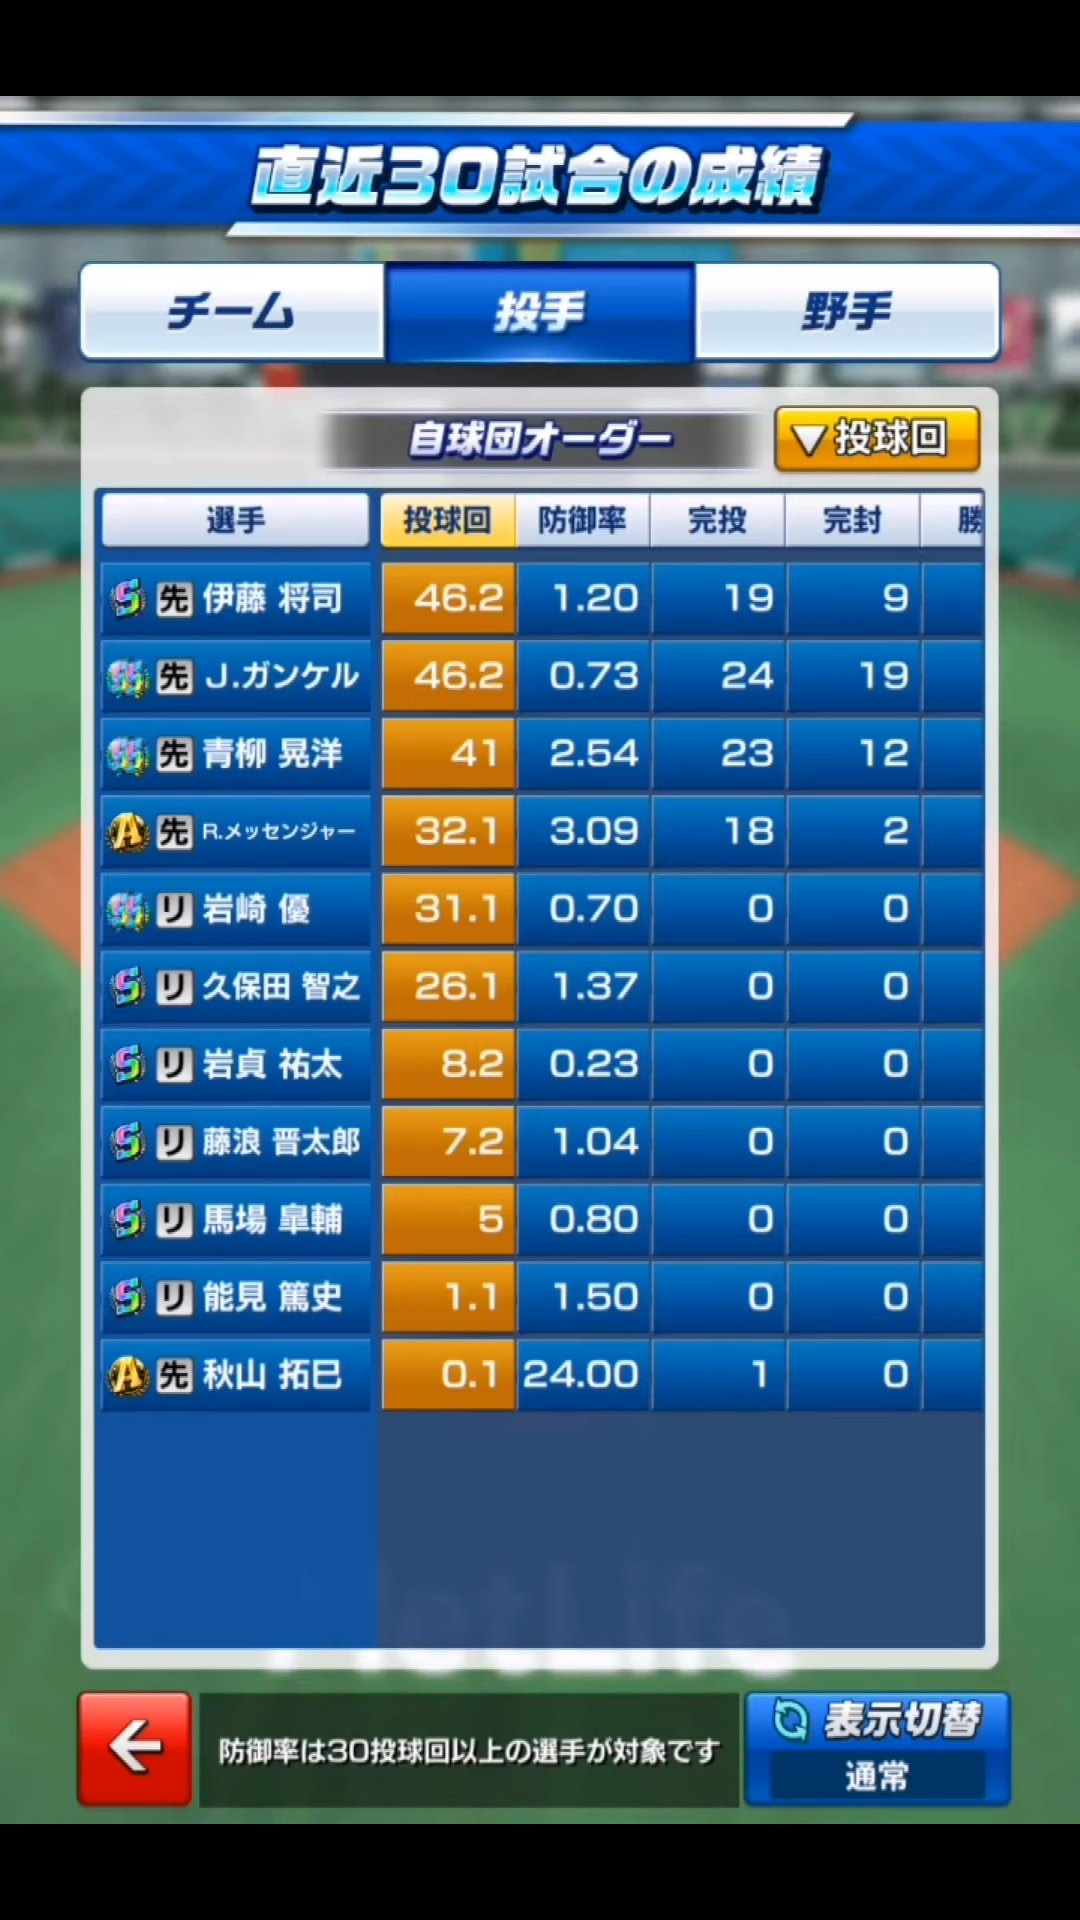 直近30試合の成績
チーム 投手 野手
自球団オーダー ▽投球回
選手 投球回 防御率 完投 完封 勝
S 先 伊藤 将司 46.2 1.20 19 9
SS 先 J.ガンケル 46.2 0.73 24 19
SS 先 青柳 晃洋 41 2.54 23 12
A 先 R.メッセンジャー 32.1 3.09 18 2
SS リ 岩崎 優 31.1 0.70 0 0
S リ 久保田 智之 26.1 1.37 0 0
S リ 岩貞 祐太 8.2 0.23 0 0
S リ 藤浪 晋太郎 7.2 1.04 0 0
S リ 馬場 皐輔 5 0.80 0 0
S リ 能見 篤史 1.1 1.50 0 0
A 先 秋山 拓巳 0.1 24.00 1 0
MetLife
防御率は30投球回以上の選手が対象です
表示切替
通常